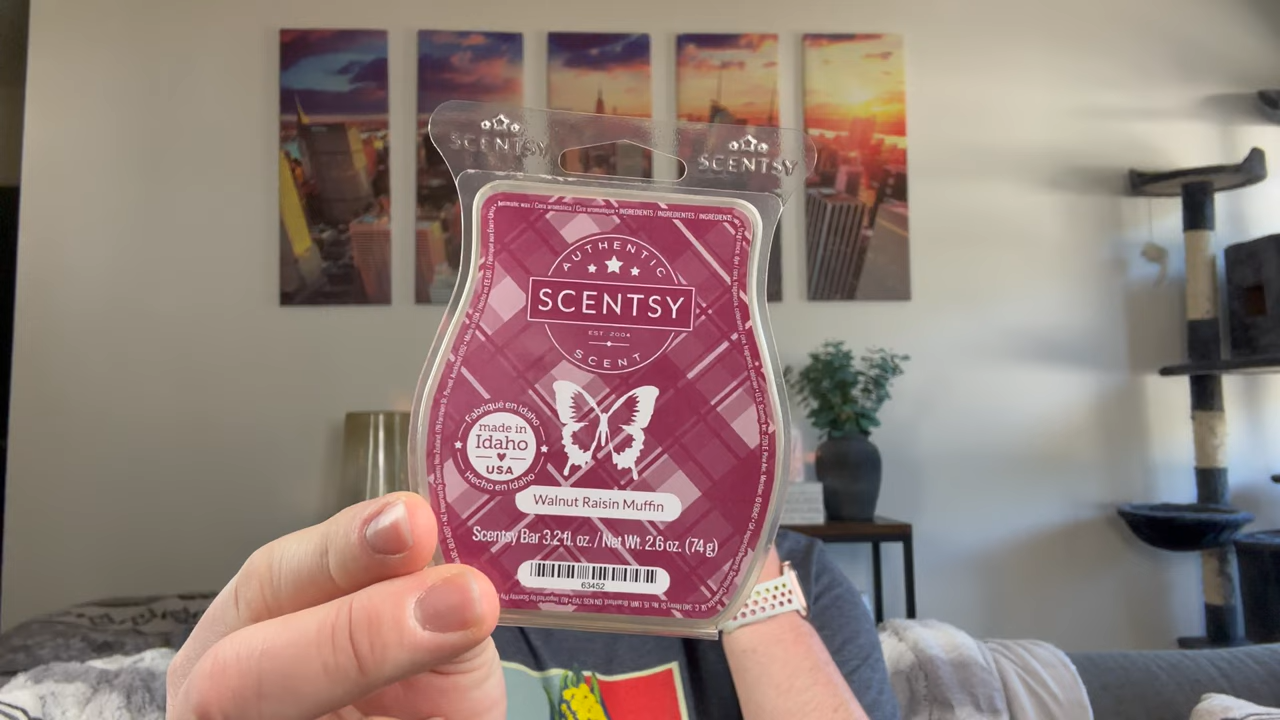 SCENTSY
SCENTSY
AUTHENTIC
SCENTSY
EST. 2004
SCENT
Fabriqué en Idaho
made in
Idaho
USA
Hecho en Idaho
Walnut Raisin Muffin
Scentsy Bar 3.2 fl. oz. / Net Wt. 2.6 oz. (74 g)
63452